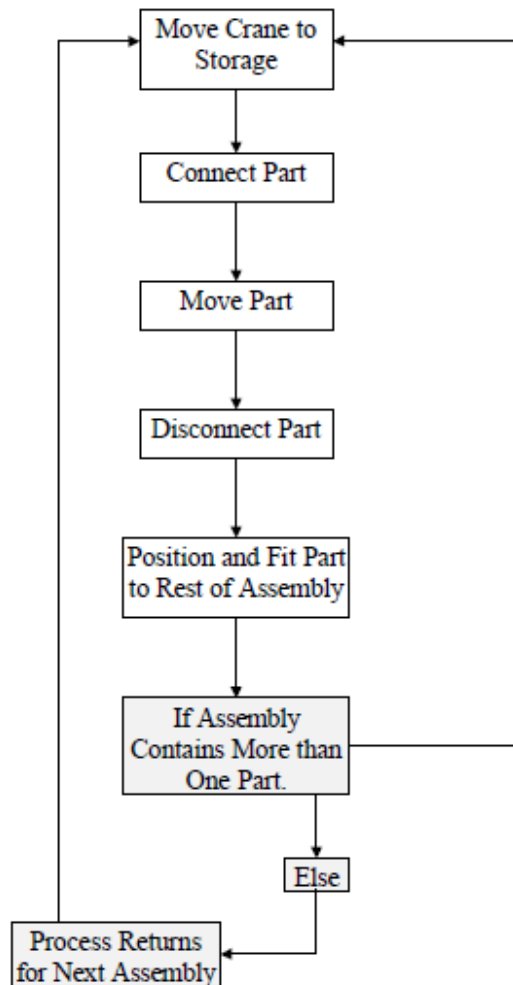 Move Crane to
Storage
Connect Part
Move Part
Disconnect Part
Position and Fit Part
to Rest of Assembly
If Assembly
Contains More than
One Part.
Else
Process Returns
for Next Assembly